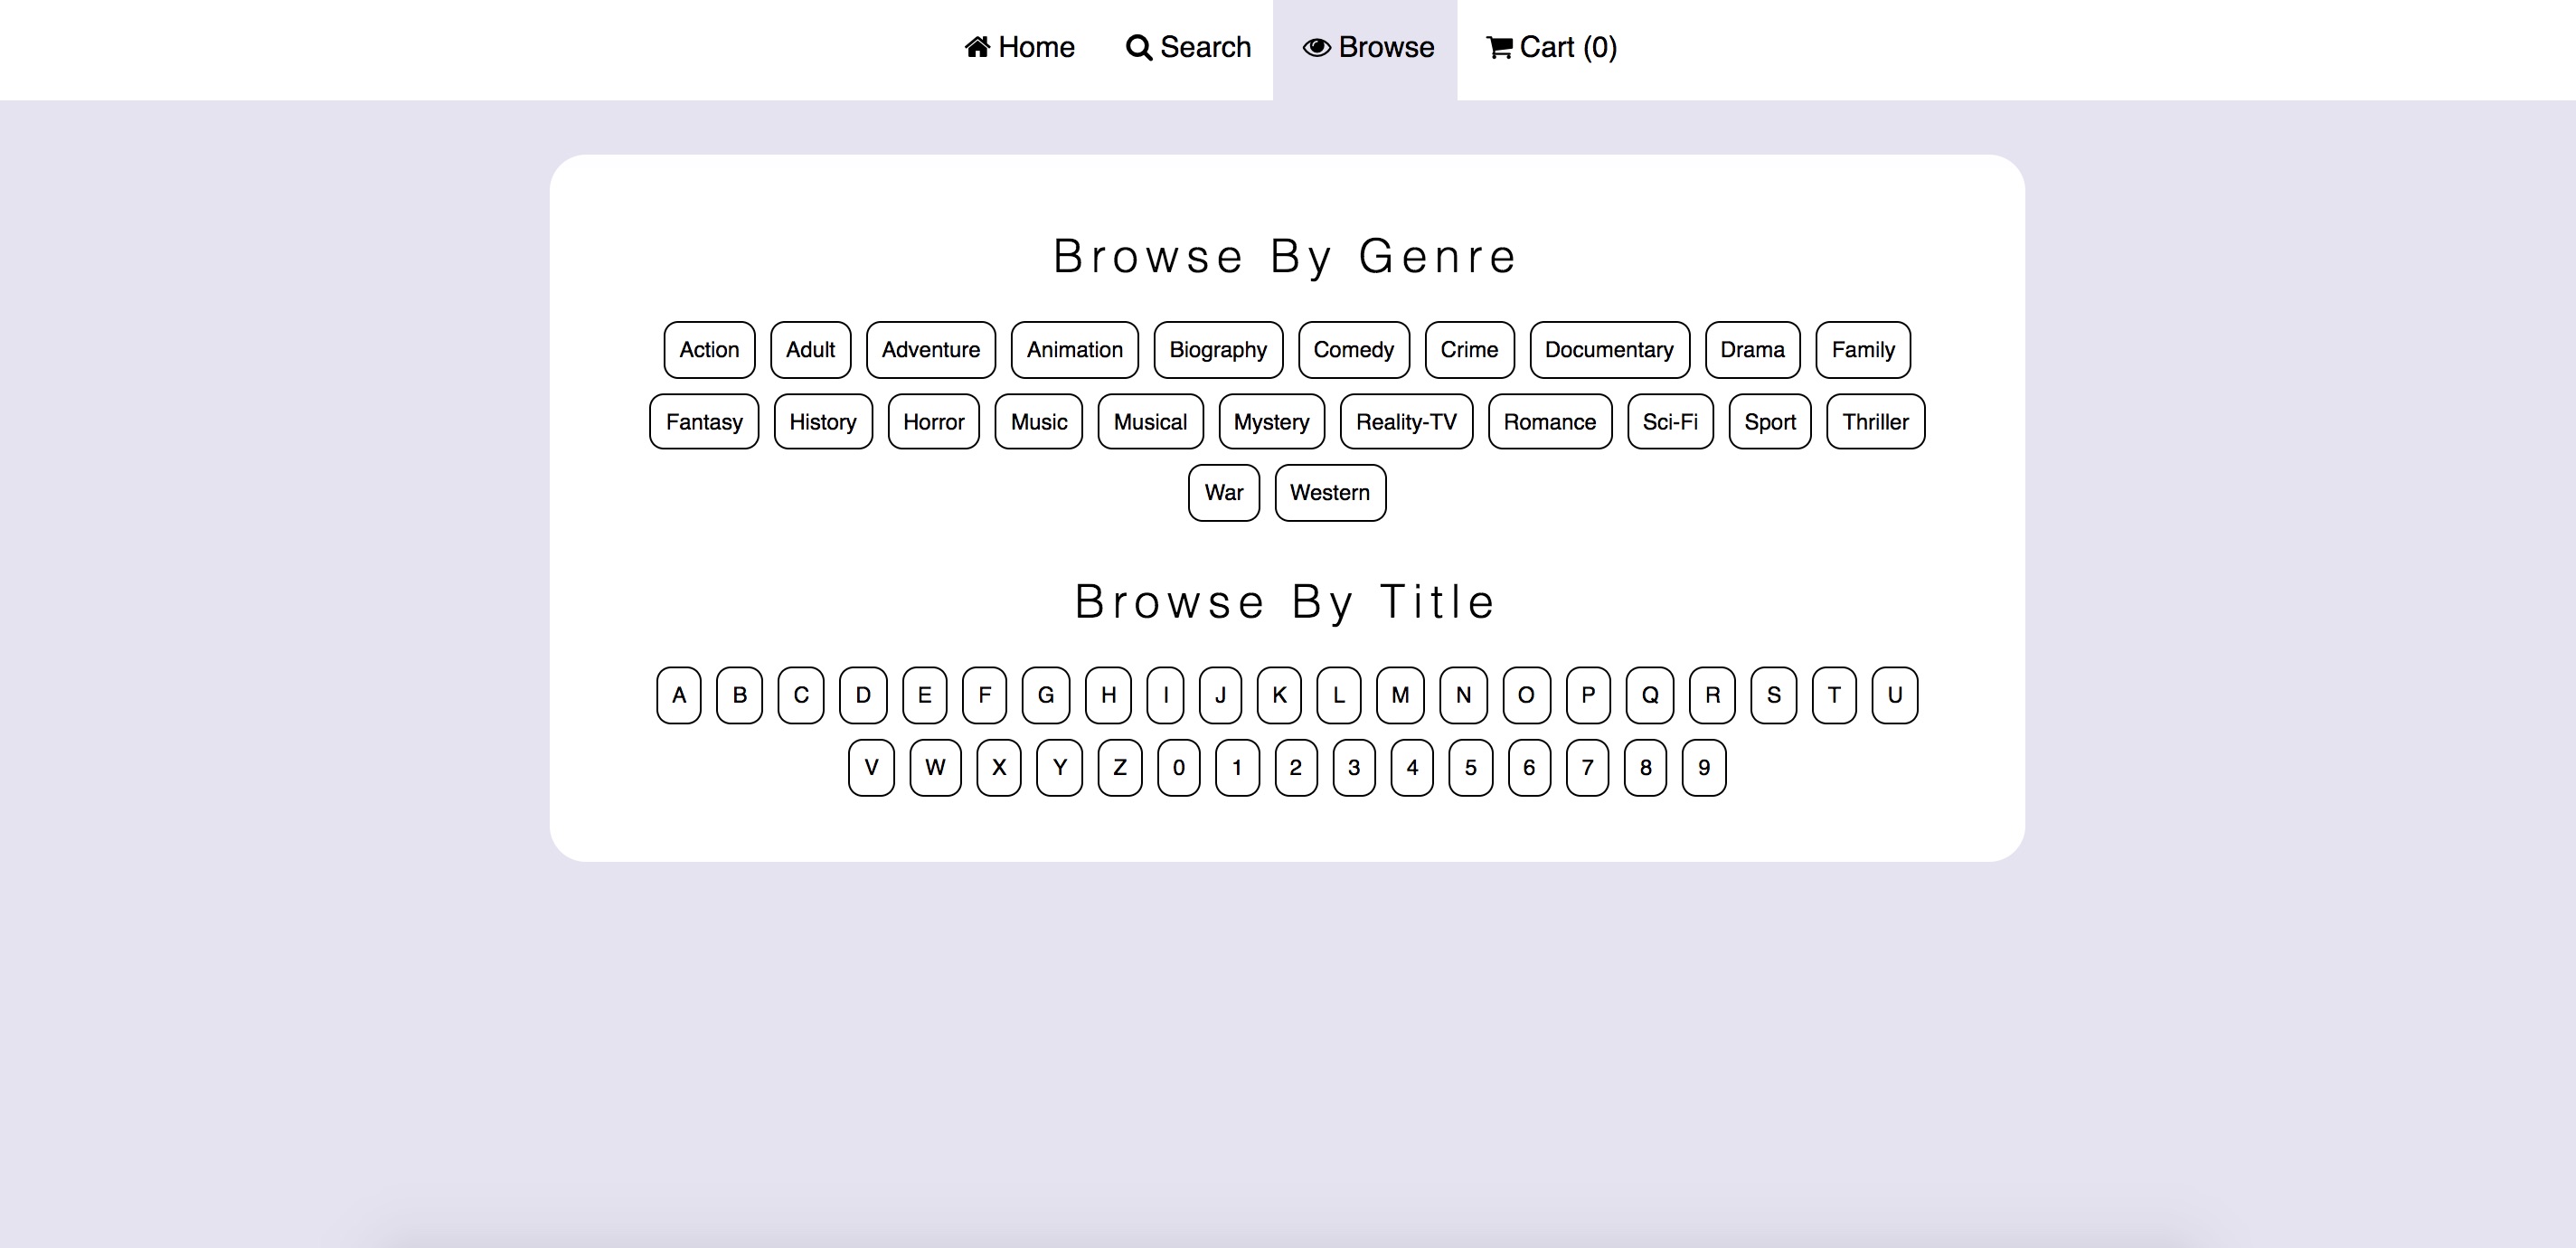 Home Search Browse Cart (0)
Browse By Genre
Action Adult Adventure Animation Biography Comedy Crime Documentary Drama Family
Fantasy History Horror Music Musical Mystery Reality-TV Romance Sci-Fi Sport Thriller
War Western
Browse By Title
A B C D E F G H I J K L M N O P Q R S T U
V W X Y Z 0 1 2 3 4 5 6 7 8 9